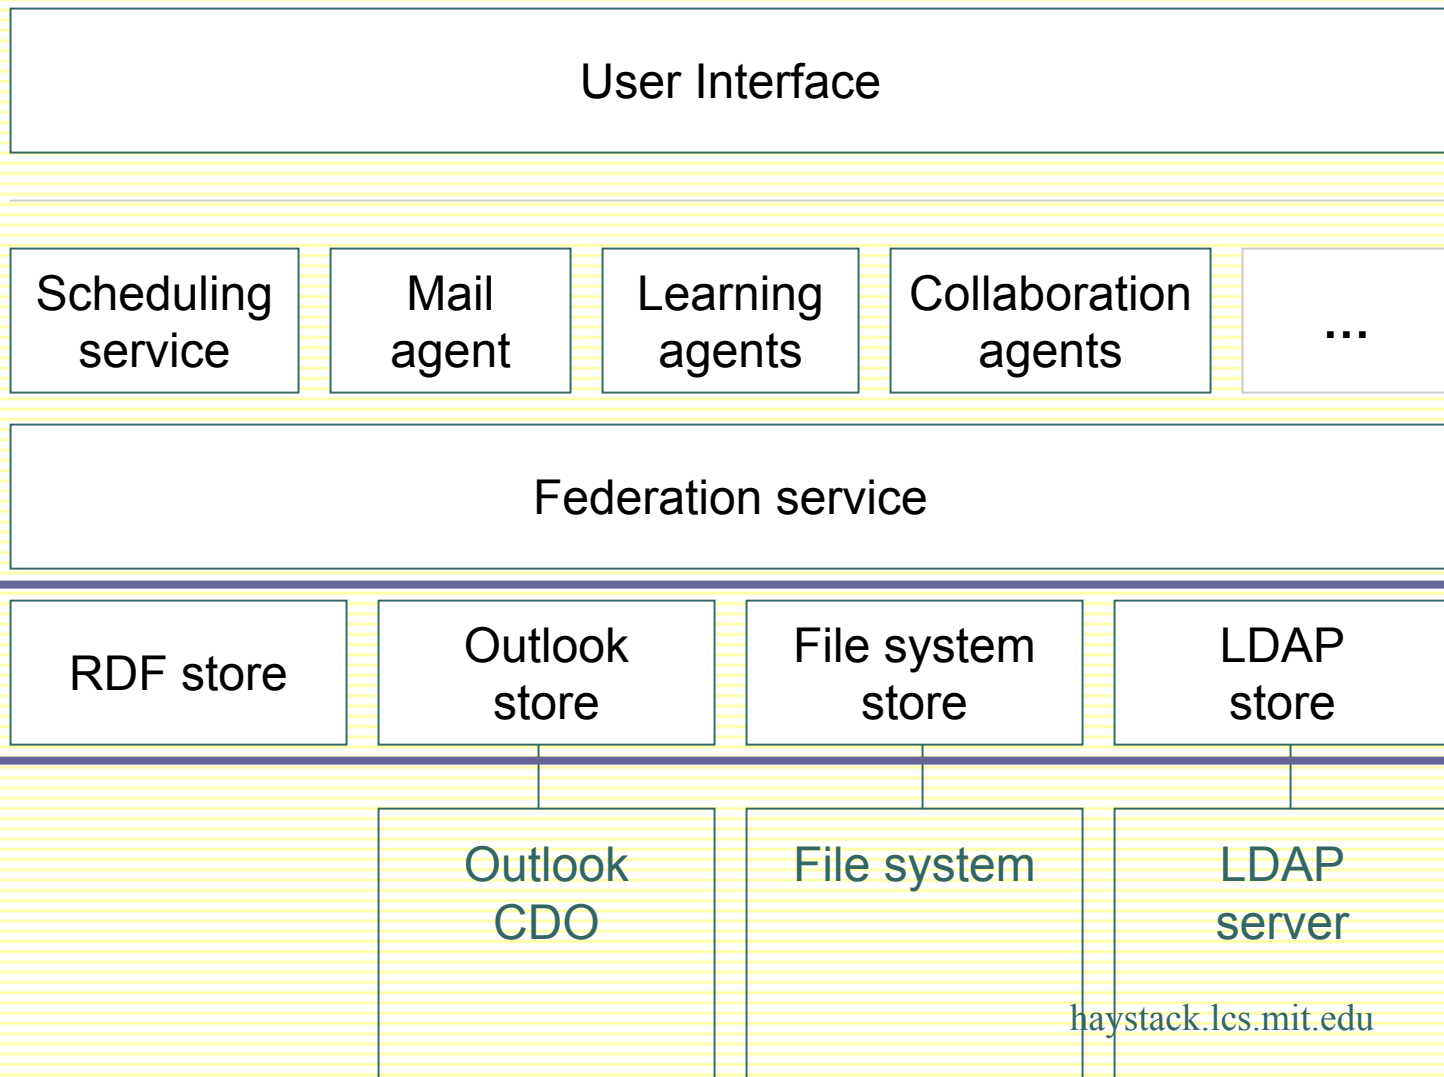 User Interface
Scheduling
service
Mail
agent
Learning
agents
Collaboration
agents
...
Federation service
RDF store
Outlook
store
File system
store
LDAP
store
Outlook
CDO
File system
LDAP
server
haystack.lcs.mit.edu